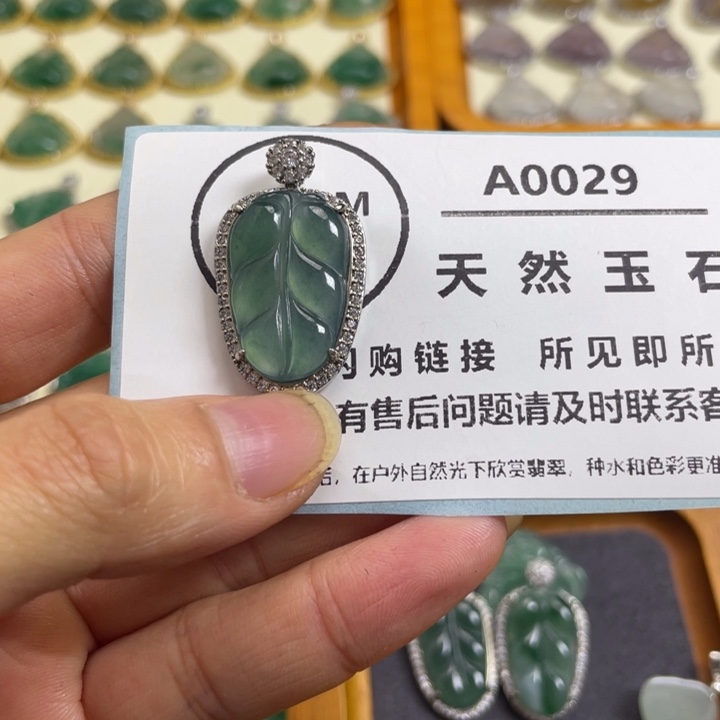 M
A0029
天然玉石
购链接 所见即所
有售后问题请及时联系客
后，在户外自然光下欣赏翡翠，种水和色彩更准